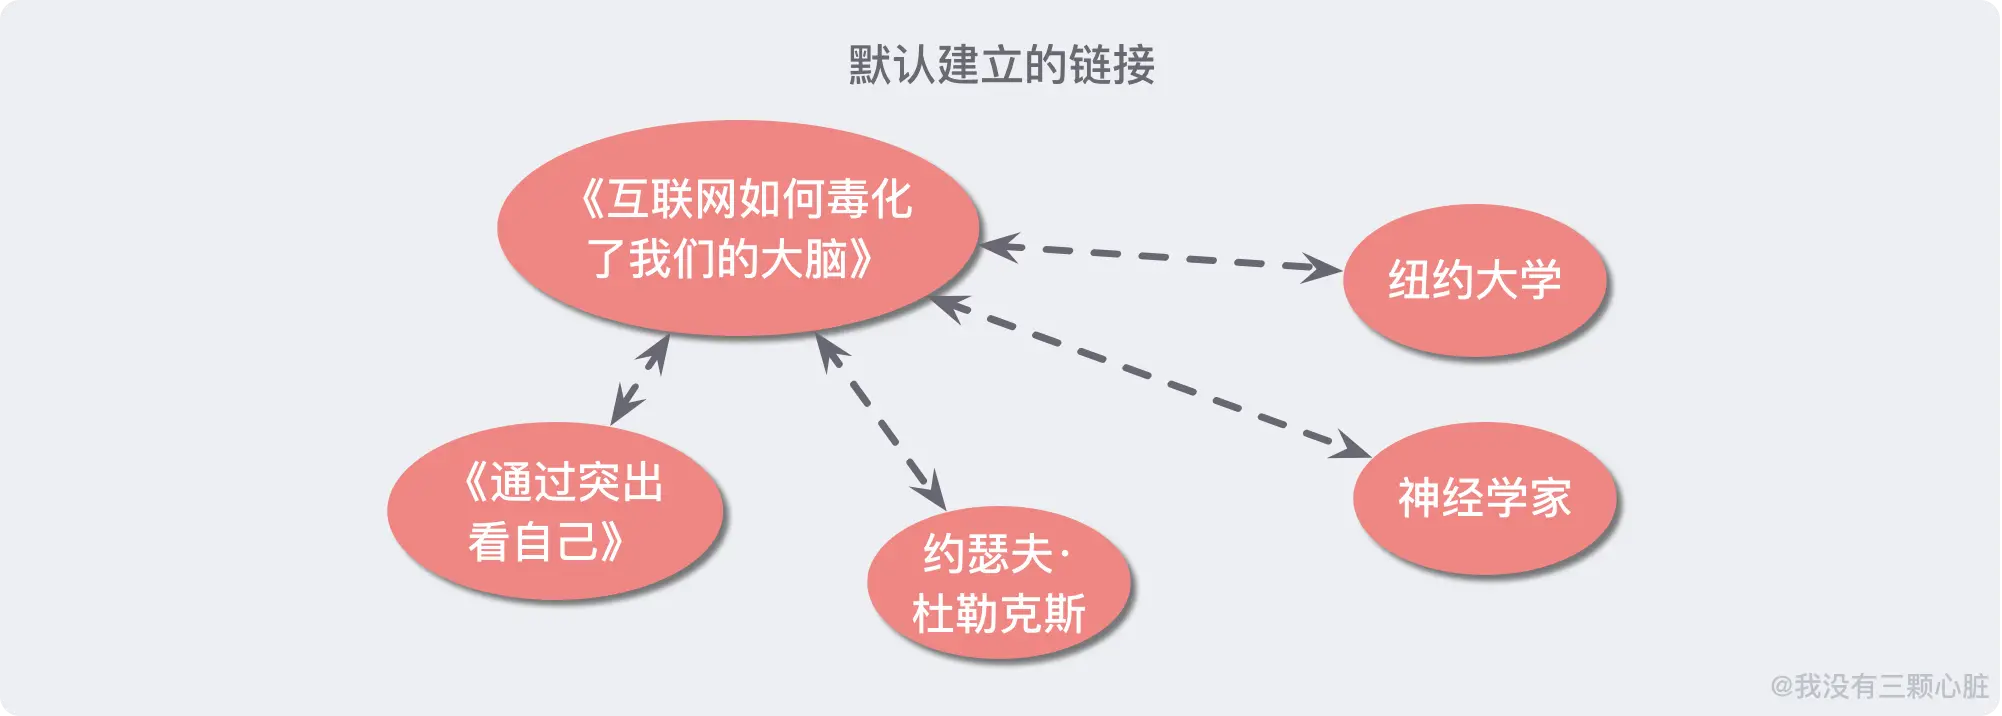 默认建立的链接
《互联网如何毒化
了我们的大脑》
纽约大学
《通过突出
看自己》
约瑟夫·
杜勒克斯
神经学家
@我没有三颗心脏